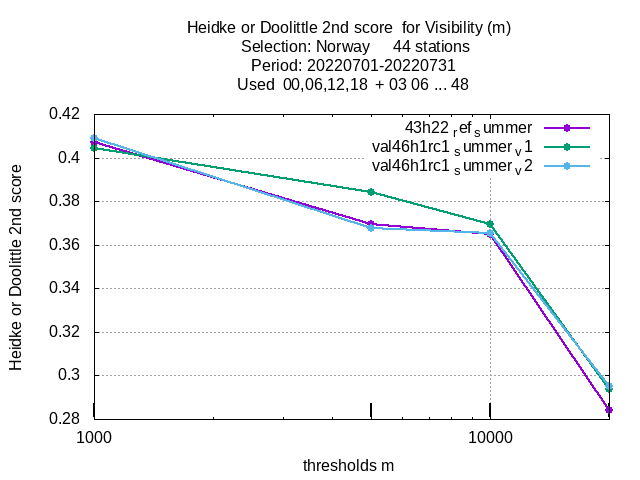 Heidke or Doolittle 2nd score  for Visibility (m)
Selection: Norway     44 stations
Period: 20220701-20220731
Used  00,06,12,18  + 03 06 ... 48
0.42
0.4
0.38
0.36
0.34
0.32
0.3
0.28
Heidke or Doolittle 2nd score
43h22 ref summer
val46h1rc1 summer v1
val46h1rc1 summer v2
1000 10000
thresholds m